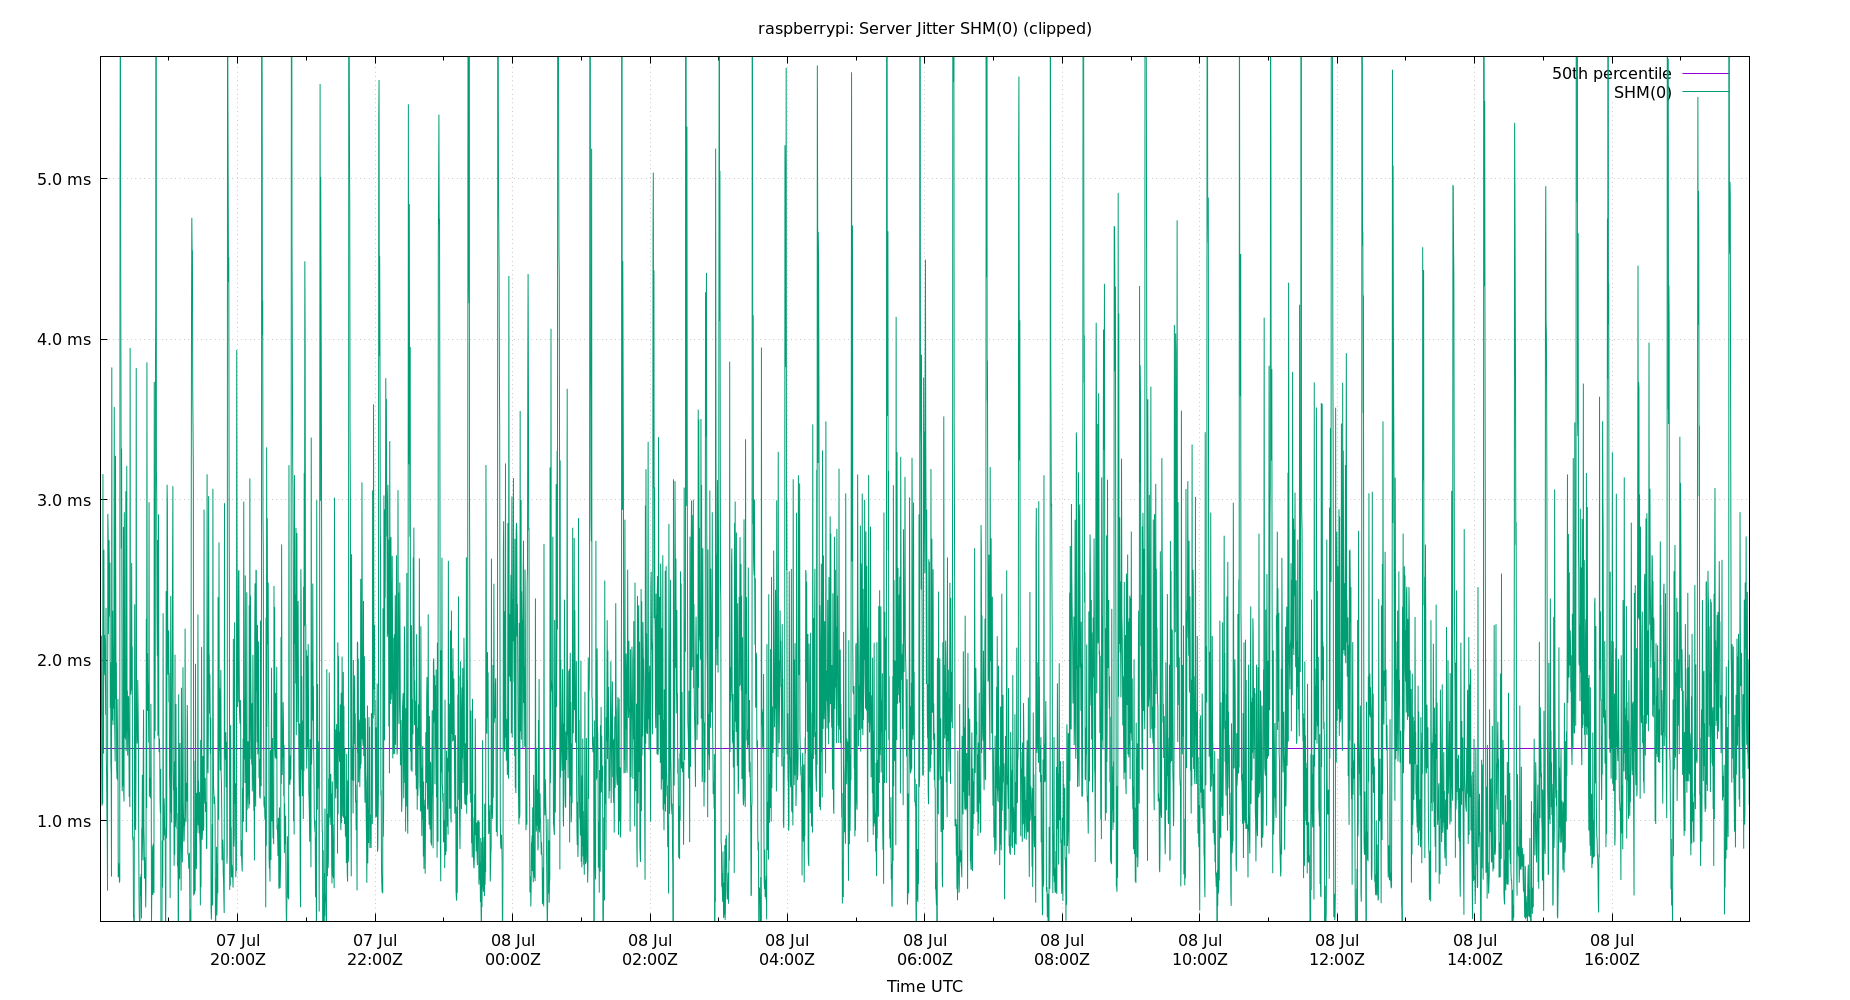 raspberrypi: Server Jitter SHM(0) (clipped)
50th percentile
SHM(0)
5.0 ms
4.0 ms
3.0 ms
2.0 ms
1.0 ms
07 Jul 07 Jul 08 Jul 08 Jul 08 Jul 08 Jul 08 Jul 08 Jul 08 Jul 08 Jul 08 Jul
20:00Z 22:00Z 00:00Z 02:00Z 04:00Z 06:00Z 08:00Z 10:00Z 12:00Z 14:00Z 16:00Z
Time UTC